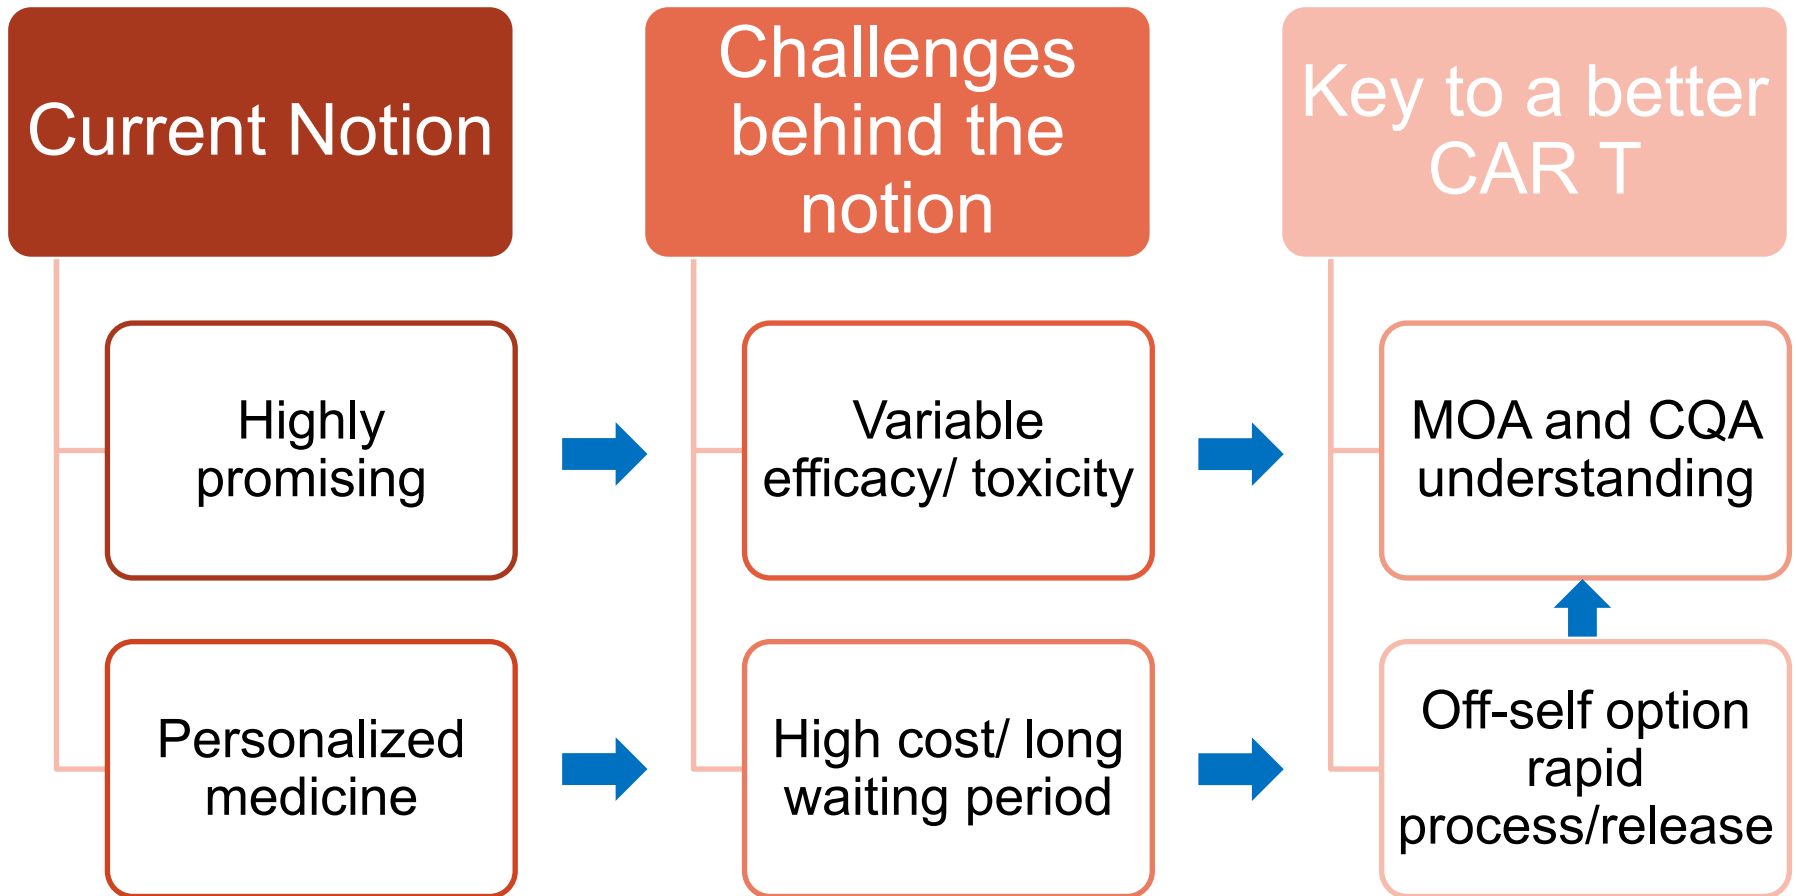 Current Notion
Challenges
behind the
notion
Key to a better
CAR T
Highly
promising
Variable
efficacy/ toxicity
MOA and CQA
understanding
Personalized
medicine
High cost/ long
waiting period
Off-self option
rapid
process/release